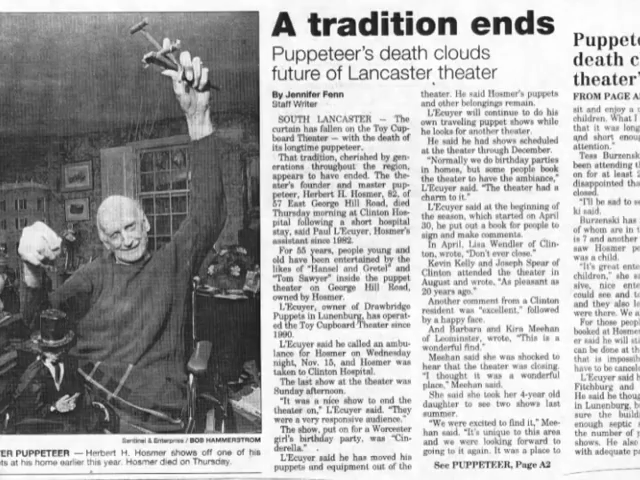 A tradition ends
Puppeteer's death clouds
future of Lancaster theater
By Jennifer Fenn
Staff Writer
SOUTH LANCASTER — The
curtain has fallen on the Toy Cup-
board Theater – with the death of
its longtime puppeteer.
That tradition, cherished by gen-
erations throughout the region,
appears to have ended. The the-
ater's founder and master pup-
peteer, Herbert H. Hosmer, 82, of
57 East George Hill Road, died
Thursday morning at Clinton Hos-
pital following a short hospital
stay, said Paul L'Ecuyer, Hosmer's
assistant since 1982.
For 55 years, people young and
old have been entertained by the
likes of "Hansel and Gretel" and
"Tom Sawyer" inside the puppet
theater on George Hill Road,
owned by Hosmer.
L'Ecuyer, owner of Drawbridge
Puppets in Lunenburg, has operat-
ed the Toy Cupboard Theater since
1990.
L'Ecuyer said he called an ambu-
lance for Hosmer on Wednesday
night, Nov. 15, and Hosmer was
taken to Clinton Hospital.
The last show at the theater was
Sunday afternoon.
"It was a nice show to end the
theater on," L'Ecuyer said. "They
were a very responsive audience."
The show, put on for a Worcester
girl's birthday party, was "Cin-
derella."
L'Ecuyer said he has moved his
puppets and equipment out of the
theater. He said Hosmer's puppets
and other belongings remain.
L'Ecuyer will continue to do his
own traveling puppet shows while
he looks for another theater.
He said he had shows scheduled
at the theater through December.
"Normally we do birthday parties
in homes, but some people book
the theater to have the ambiance,"
L'Ecuyer said. "The theater had a
charm to it."
L'Ecuyer said at the beginning of
the season, which started on April
30, he put out a book for people to
sign and make comments.
In April, Lisa Wendler of Clin-
ton, wrote, "Don't ever close."
Kevin Kelly and Joseph Spear of
Clinton attended the theater in
August and wrote, "As pleasant as
20 years ago."
Another comment from a Clinton
resident was "excellent," followed
by a happy face.
And Barbara and Kira Meehan
of Leominster, wrote, "This is a
wonderful find."
Meehan said she was shocked to
hear that the theater was closing.
"I thought it was a wonderful
place," Meehan said.
She said she took her 4-year-old
daughter to see two shows last
summer.
"We were excited to find it," Mee-
han said. "It's unique to this area
and we were looking forward to
going to it again. It was a place to
See PUPPETEER, Page A2
Puppete
death c
theater'
FROM PAGE A
sit and enjoy a
children. What I
that it was long
and short enoug
attention."
Tess Burzensk
been attending th
on for at least 2
disappointed tha
closed.
"I'll be sad to se
ki said.
Burzenski has
of whom are in t
is 7 and another
saw Hosmer pe
was a child.
"It's great ente
children," she sa
sive, nice ente
could see and t
and they also l
were there. We a
For those peopl
booked at Hosme
er said he will sti
can be done at th
that is impossib
have to be cancele
L'Ecuyer said h
Fitchburg and
He said he thoug
in Lunenburg, b
sure the buildi
enough septic
the number of
shows. He also
with adequate p
Sentinel & Enterprise / BOB HAMMERSTROM
ER PUPPETEER — Herbert H. Hosmer shows off one of his
ts at his home earlier this year. Hosmer died on Thursday.